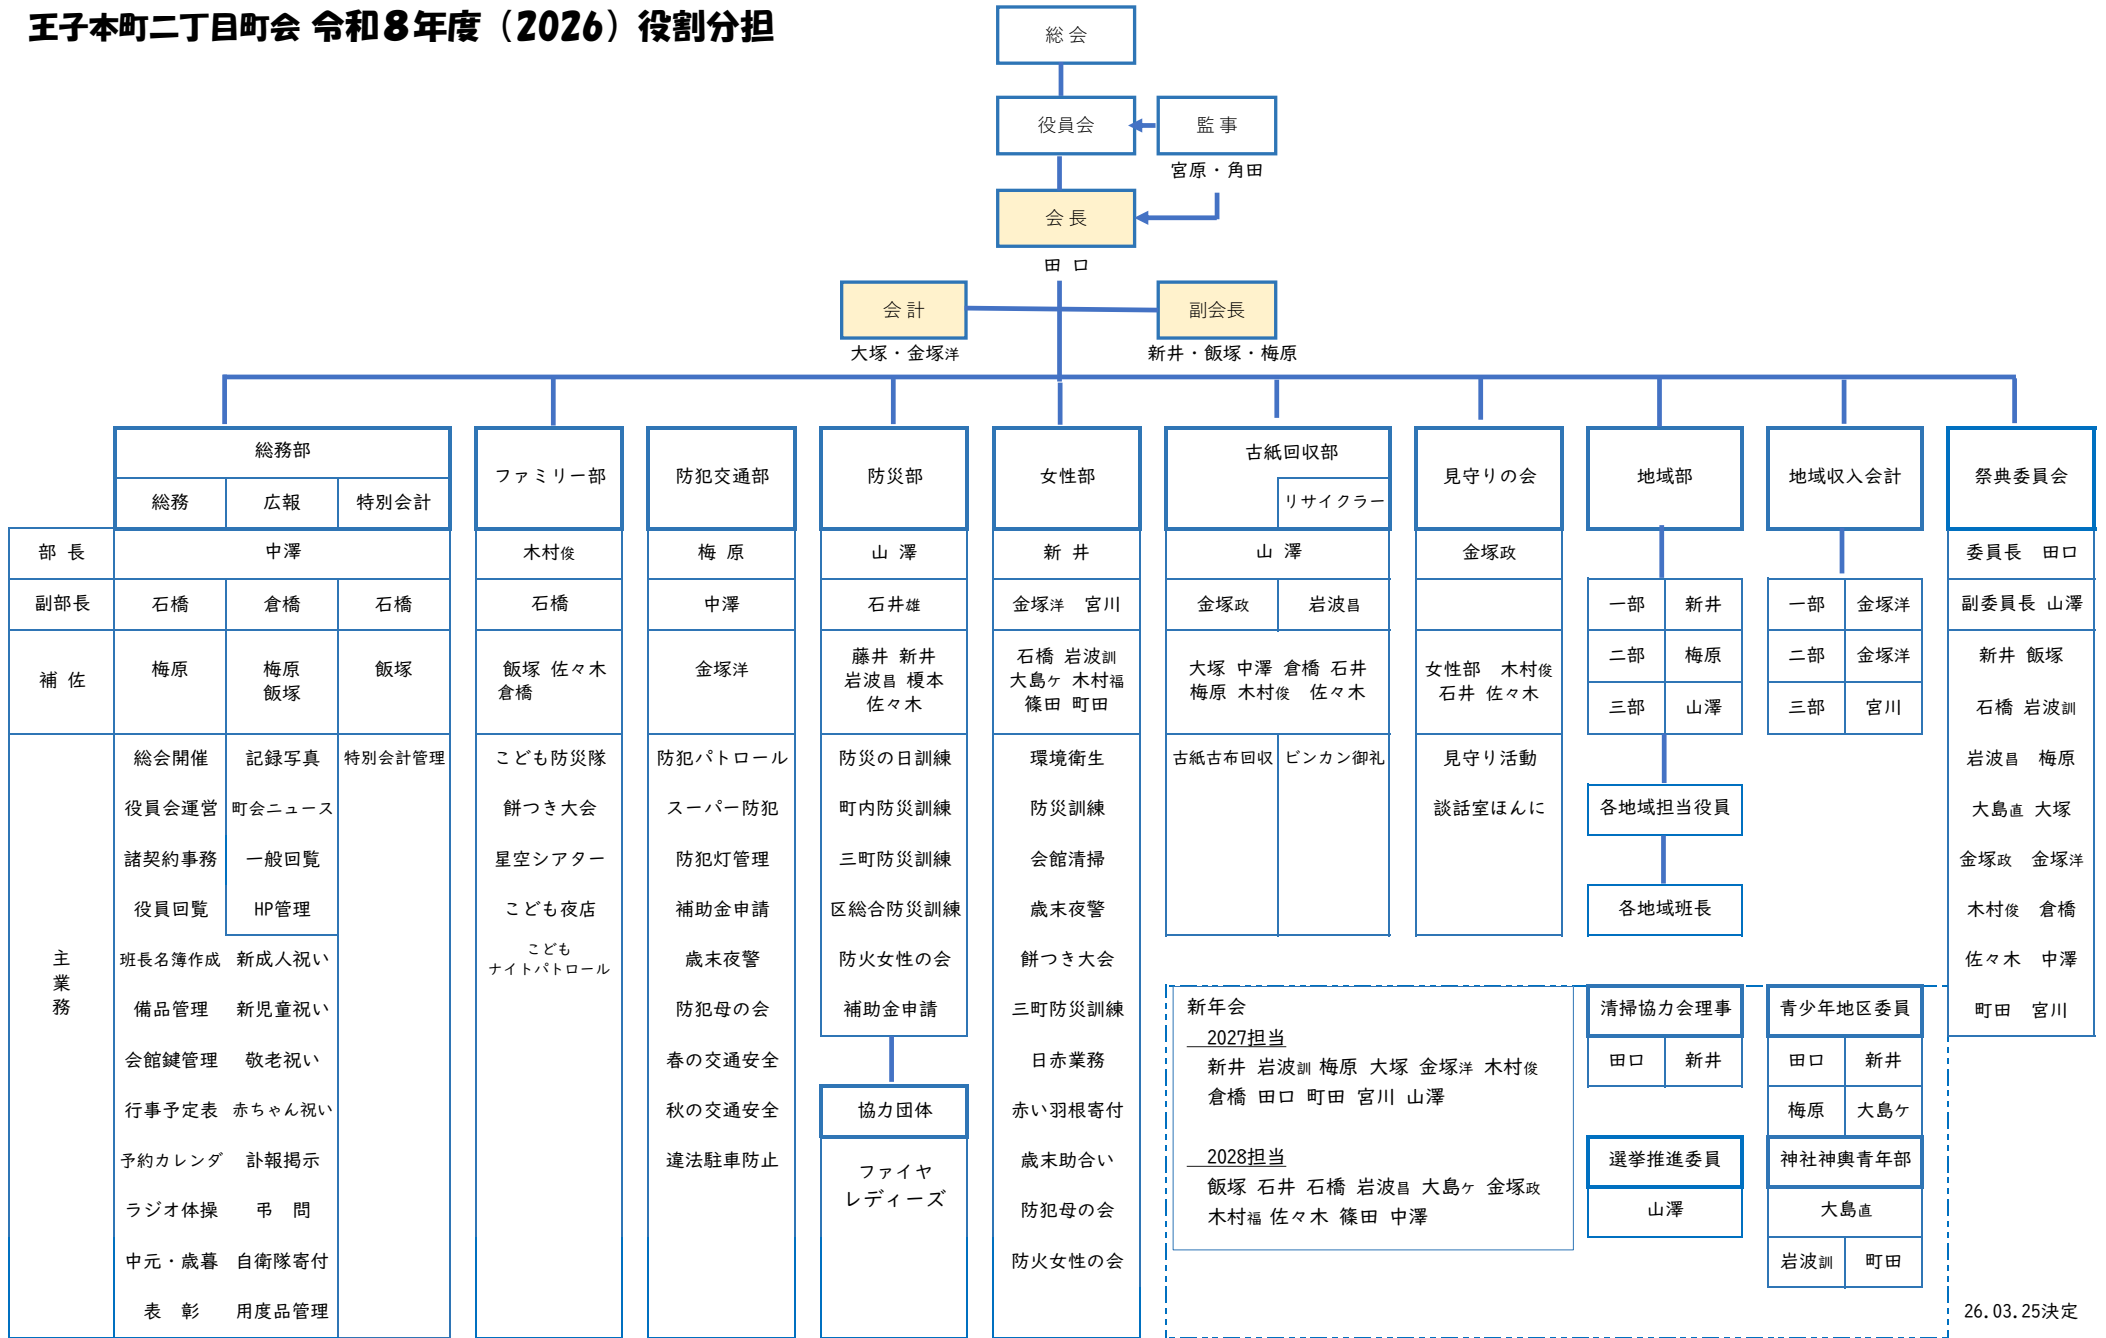 王子本町二丁目町会 令和8年度（2026）役割分担
総 会
役員会
監 事
宮原・角田
会 長
田 口
会 計
副会長
大塚・金塚洋
新井・飯塚・梅原
総務部
総務 広報 特別会計
ファミリー部
防犯交通部
防災部
女性部
古紙回収部
リサイクラー
見守りの会
地域部
地域収入会計
祭典委員会
部 長
中澤
木村俊
梅 原
山 澤
新 井
山 澤
金塚政
委員長 田口
副部長
石橋 倉橋 石橋
石橋
中澤
石井雄
金塚洋 宮川
金塚政 岩波昌
一部 新井
一部 金塚洋
副委員長 山澤
補 佐
梅原
梅原
飯塚
飯塚
飯塚 佐々木
倉橋
金塚洋
藤井 新井
岩波昌 榎本
佐々木
石橋 岩波訓
大島ケ 木村福
篠田 町田
大塚 中澤 倉橋 石井
梅原 木村俊 佐々木
女性部 木村俊
石井 佐々木
二部 梅原
三部 山澤
二部 金塚洋
三部 宮川
新井 飯塚
石橋 岩波訓
岩波昌 梅原
大島直 大塚
金塚政 金塚洋
木村俊 倉橋
佐々木 中澤
町田 宮川
主
業
務
総会開催
役員会運営
諸契約事務
役員回覧
班長名簿作成
備品管理
会館鍵管理
行事予定表
予約カレンダ
ラジオ体操
中元・歳暮
表 彰
記録写真
町会ニュース
一般回覧
HP管理
新成人祝い
新児童祝い
敬老祝い
赤ちゃん祝い
訃報掲示
弔 問
自衛隊寄付
用度品管理
特別会計管理
こども防災隊
餅つき大会
星空シアター
こども夜店
こども
ナイトパトロール
防犯パトロール
スーパー防犯
防犯灯管理
補助金申請
歳末夜警
防犯母の会
春の交通安全
秋の交通安全
違法駐車防止
防災の日訓練
町内防災訓練
三町防災訓練
区総合防災訓練
防火女性の会
補助金申請
協力団体
ファイヤ
レディーズ
環境衛生
防災訓練
会館清掃
歳末夜警
餅つき大会
三町防災訓練
日赤業務
赤い羽根寄付
歳末助合い
防犯母の会
防火女性の会
古紙古布回収
ビンカン御礼
見守り活動
談話室ほんに
各地域担当役員
各地域班長
新年会
2027担当
新井 岩波訓 梅原 大塚 金塚洋 木村俊
倉橋 田口 町田 宮川 山澤
2028担当
飯塚 石井 石橋 岩波昌 大島ケ 金塚政
木村福 佐々木 篠田 中澤
清掃協力会理事
田口 新井
選挙推進委員
山澤
青少年地区委員
田口 新井
梅原 大島ケ
神社神輿青年部
大島直
岩波訓 町田
26.03.25決定